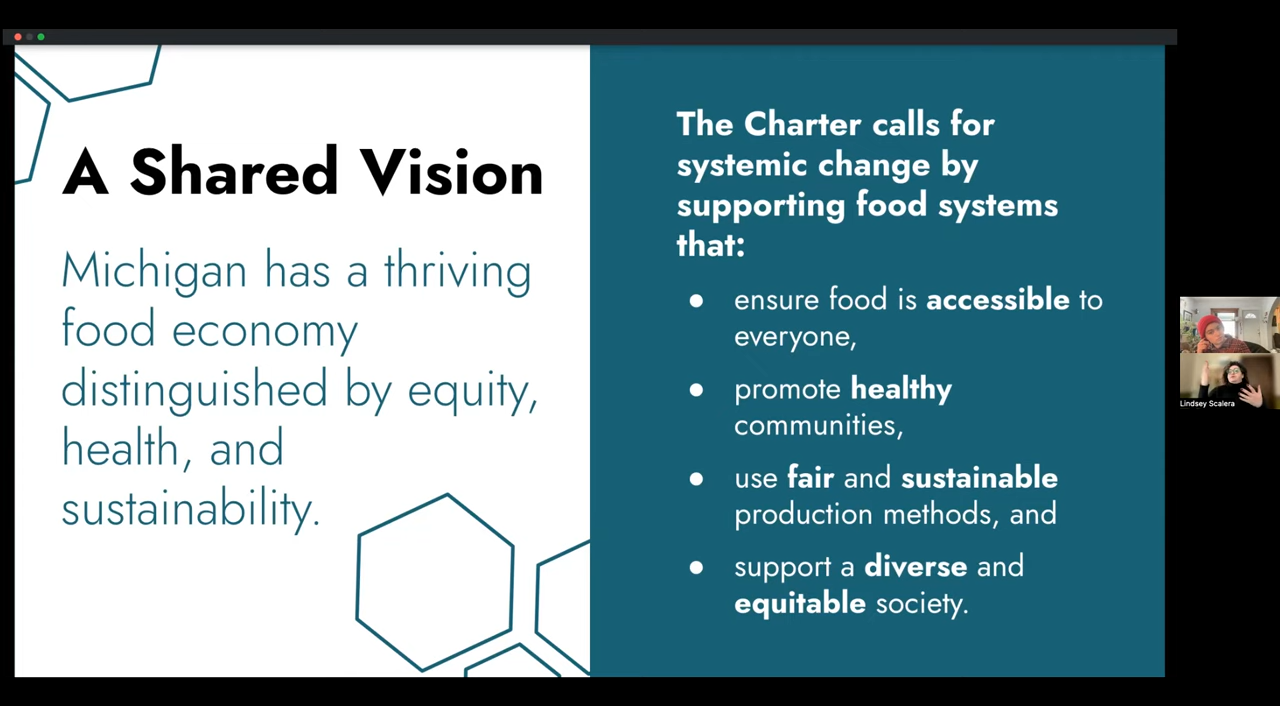 A Shared Vision
Michigan has a thriving
food economy
distinguished by equity,
health, and
sustainability.
The Charter calls for
systemic change by
supporting food systems
that:
● ensure food is accessible to
everyone,
● promote healthy
communities,
● use fair and sustainable
production methods, and
● support a diverse and
equitable society.
Lindsey Scalera